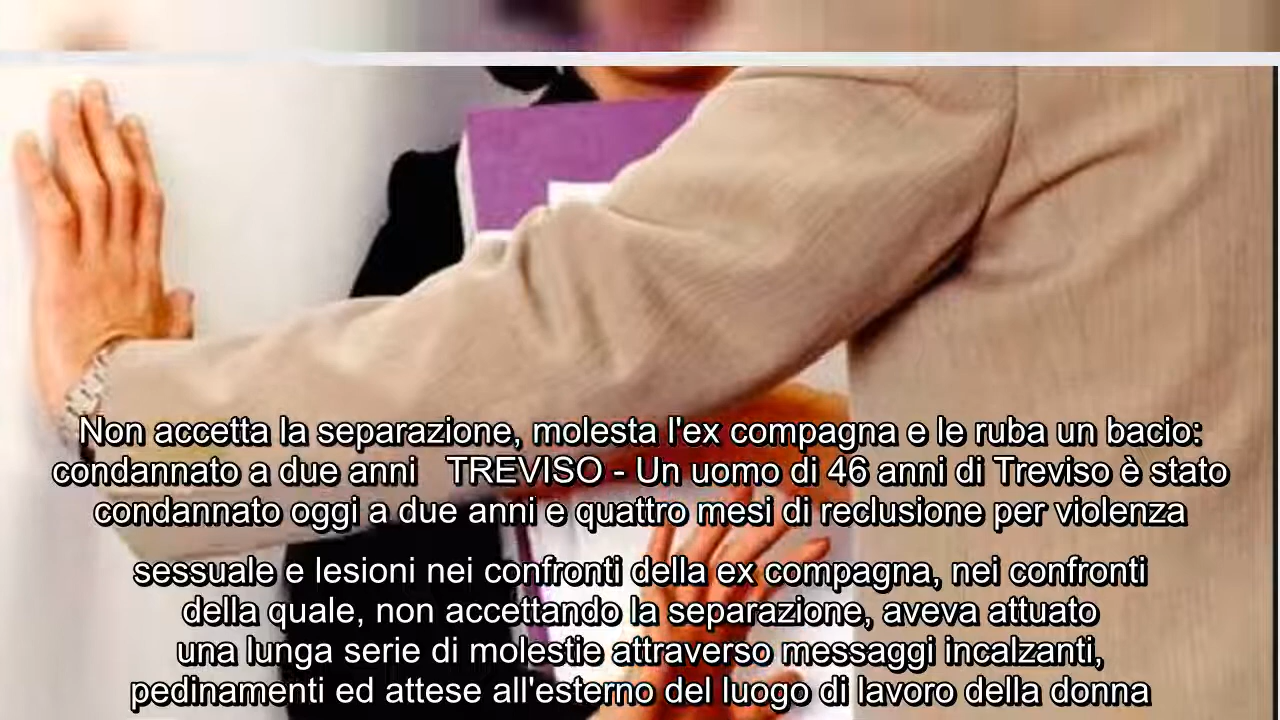 Non accetta la separazione, molesta l'ex compagna e le ruba un bacio:
condannato a due anni   TREVISO - Un uomo di 46 anni di Treviso è stato
condannato oggi a due anni e quattro mesi di reclusione per violenza
sessuale e lesioni nei confronti della ex compagna, nei confronti
della quale, non accettando la separazione, aveva attuato
una lunga serie di molestie attraverso messaggi incalzanti,
pedinamenti ed attese all'esterno del luogo di lavoro della donna